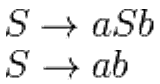 S → aSb
S → ab